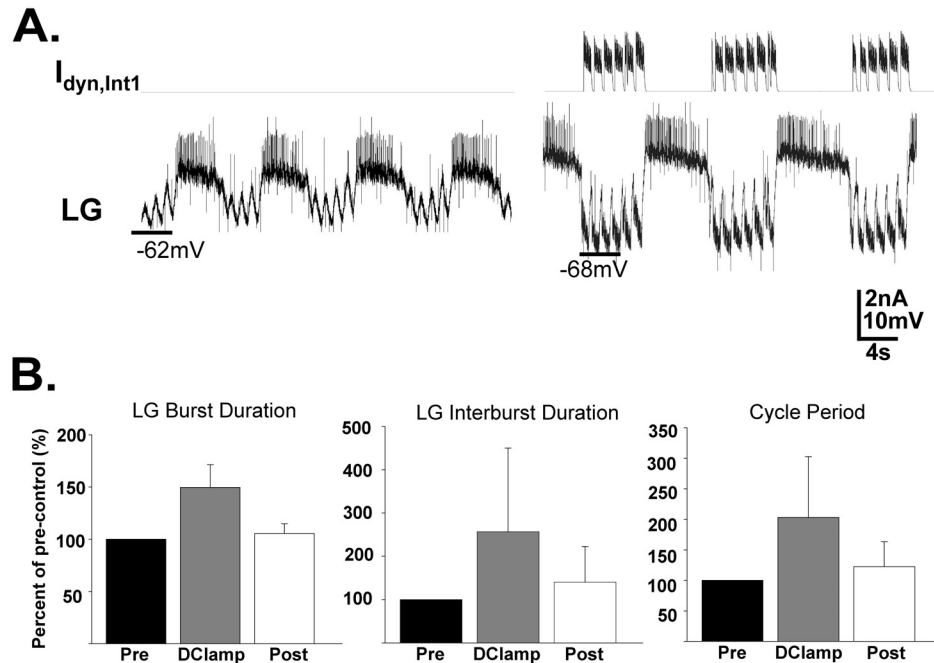 A.
I dyn,Int1
LG
-62mV
-68mV
2nA
10mV
4s
B.
LG Burst Duration
LG Interburst Duration
Cycle Period
Percent of pre-control (%)
200
150
100
50
Pre DClamp Post
500
400
300
200
100
Pre DClamp Post
350
300
250
200
150
100
50
Pre DClamp Post